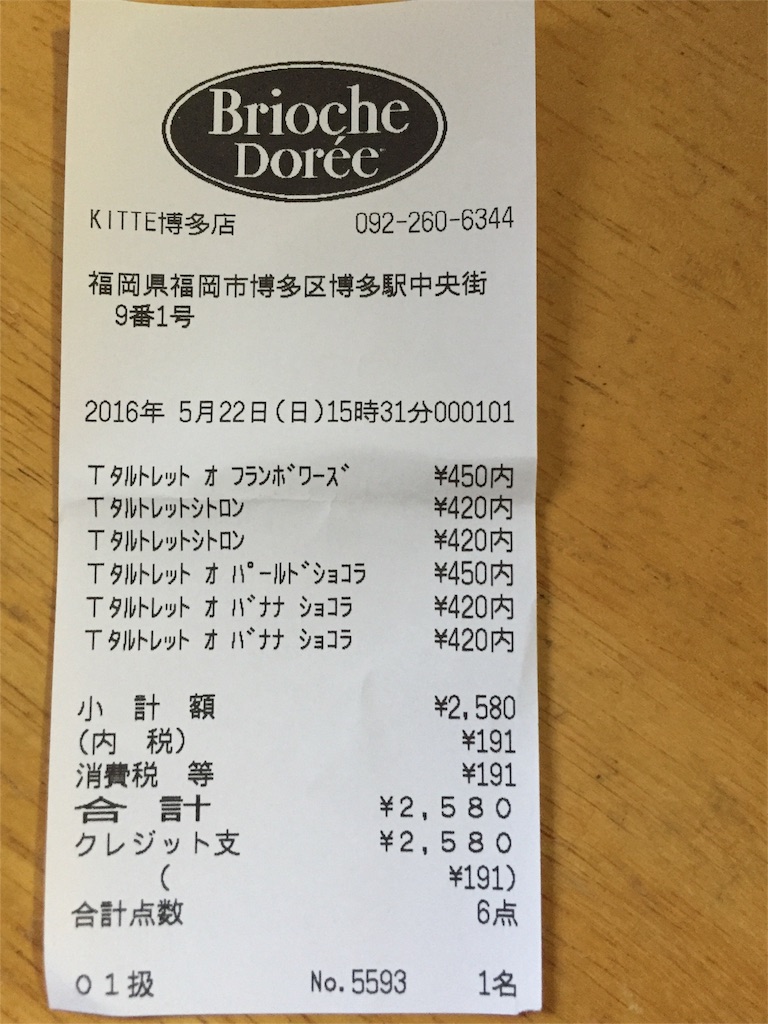 Brioche
Dorée
KITTE博多店 092-260-6344
福岡県福岡市博多区博多駅中央街
9番1号
2016年 5月22日(日)15時31分000101
T ﾀﾙﾄﾚｯﾄ ｵ ﾌﾗﾝﾎﾞﾜｰｽﾞ ¥450内
T ﾀﾙﾄﾚｯﾄｼﾄﾛﾝ ¥420内
T ﾀﾙﾄﾚｯﾄｼﾄﾛﾝ ¥420内
T ﾀﾙﾄﾚｯﾄ ｵ ﾊﾟｰﾙﾄﾞｼｮｺﾗ ¥450内
T ﾀﾙﾄﾚｯﾄ ｵ ﾊﾞﾅﾅ ｼｮｺﾗ ¥420内
T ﾀﾙﾄﾚｯﾄ ｵ ﾊﾞﾅﾅ ｼｮｺﾗ ¥420内
小 計 額 ¥2,580
(内 税) ¥191
消費税 等 ¥191
合 計 ¥2,580
クレジット支 ¥2,580
( ¥191)
合計点数 6点
01扱 No.5593 1名